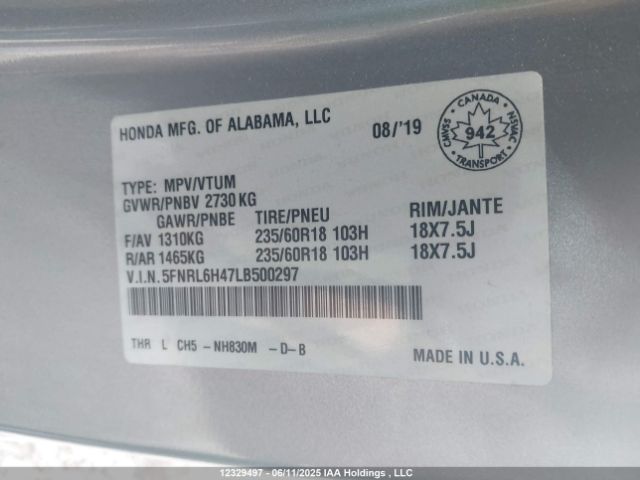 HONDA MFG. OF ALABAMA, LLC
08/'19
CANADA
CMVSS 942 NSVAC
TRANSPORT
TYPE: MPV/VTUM
GVWR/PNBV 2730 KG
GAWR/PNBE TIRE/PNEU RIM/JANTE
F/AV 1310KG 235/60R18 103H 18X7.5J
R/AR 1465KG 235/60R18 103H 18X7.5J
V.I.N. 5FNRL6H47LB500297
THR L CH5 - NH830M - D- B
MADE IN U.S.A.
12329497 - 06/11/2025 IAA Holdings , LLC